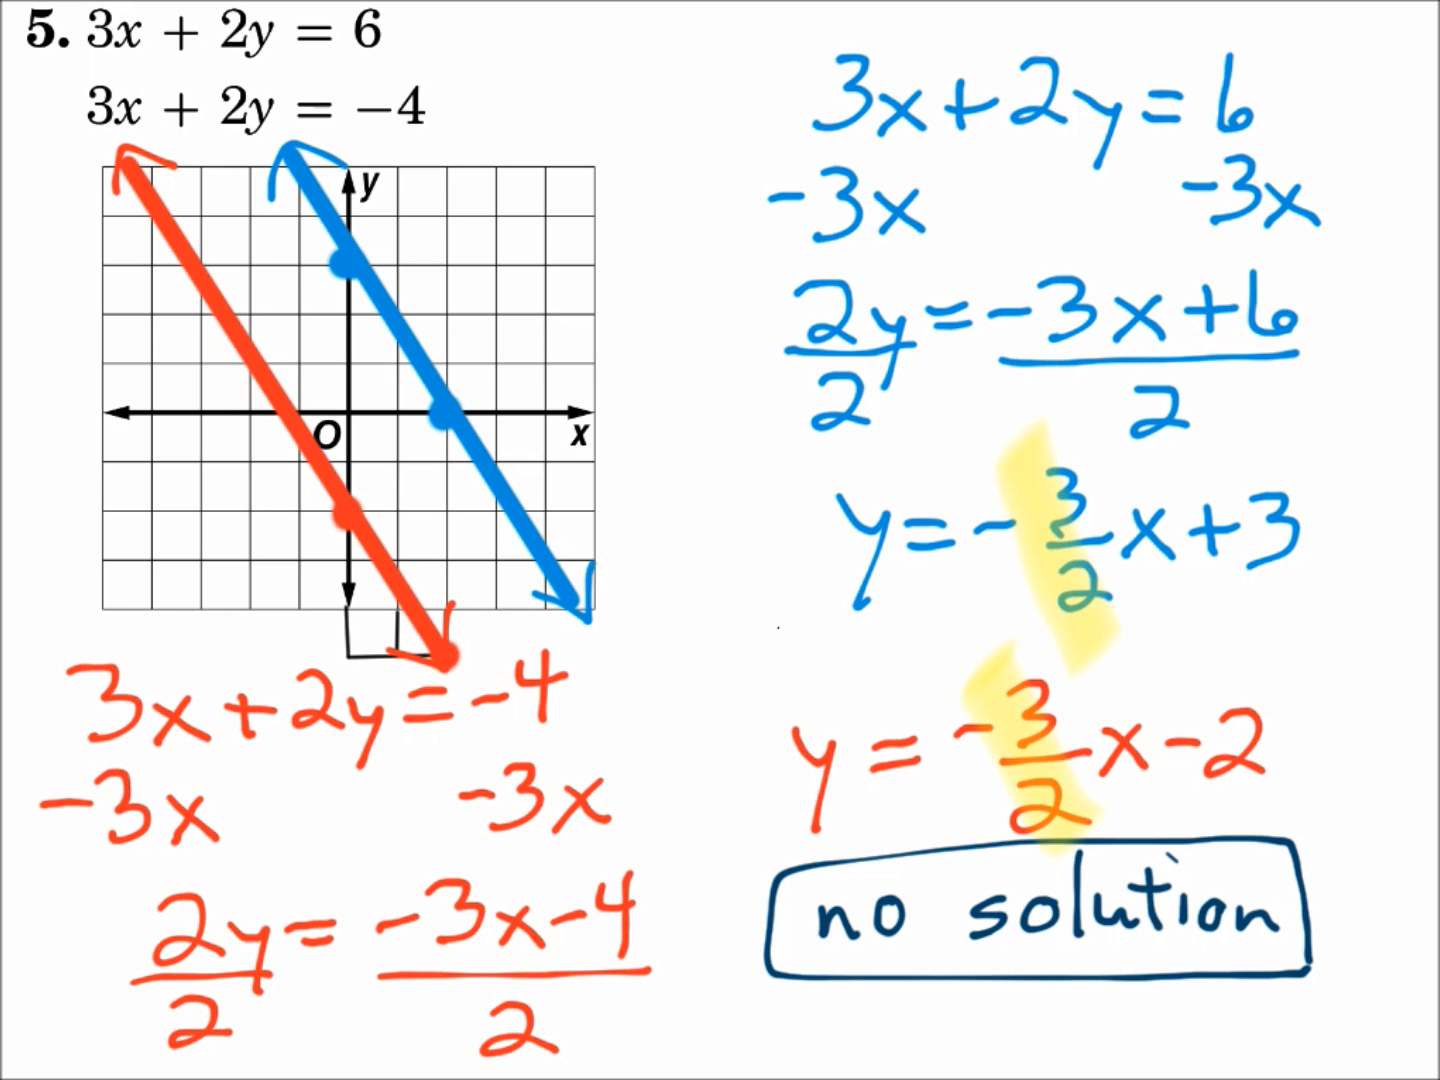 5. 3x + 2y = 6
3x + 2y = −4
y
O
x
3x+2y=-4
-3x -3x
2y= -3x-4
2 2
3x+2y=6
-3x -3x
2y=-3x+6
2 2
y=-3/2x+3
y=-3/2x-2
no solution